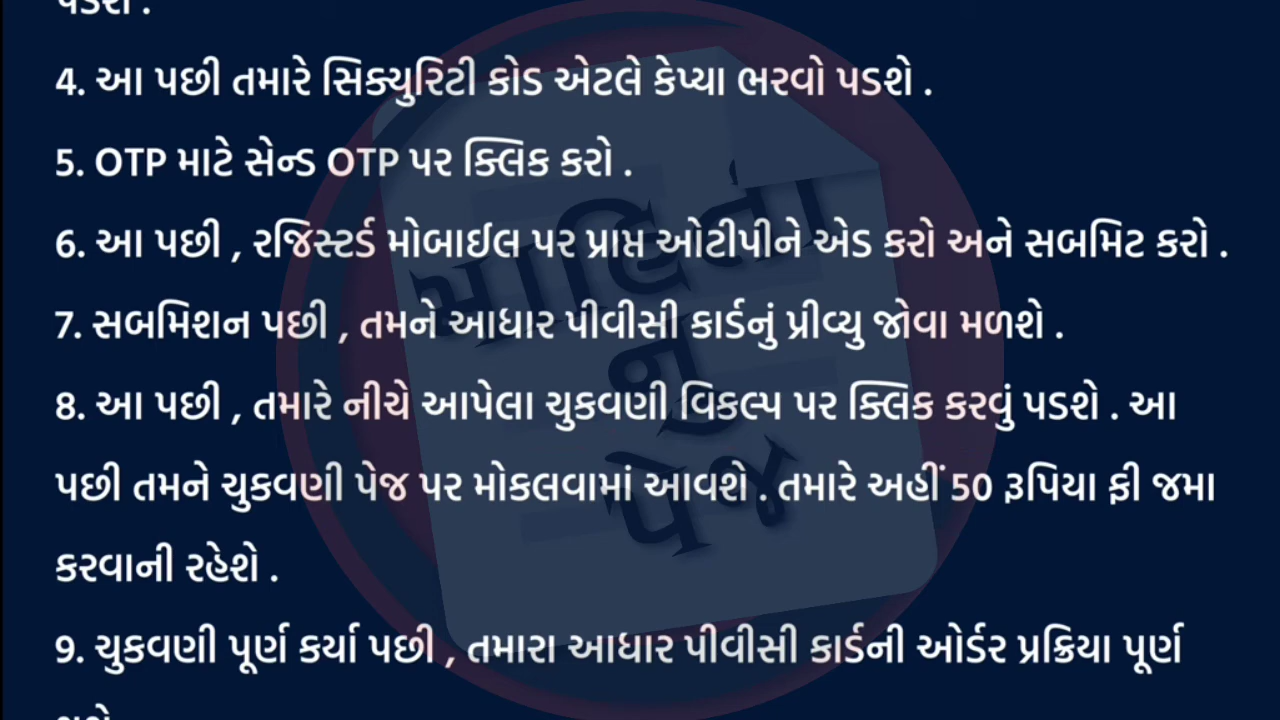 પડશે .
4. આ પછી તમારે સિક્યુરિટી કોડ એટલે કેપ્ચા ભરવો પડશે .
5. OTP માટે સેન્ડ OTP પર ક્લિક કરો .
6. આ પછી , રજિસ્ટર્ડ મોબાઈલ પર પ્રાપ્ત ઓટીપીને એડ કરો અને સબમિટ કરો .
7. સબમિશન પછી , તમને આધાર પીવીસી કાર્ડનું પ્રીવ્યુ જોવા મળશે .
8. આ પછી , તમારે નીચે આપેલા ચુકવણી વિકલ્પ પર ક્લિક કરવું પડશે . આ
પછી તમને ચુકવણી પેજ પર મોકલવામાં આવશે . તમારે અહીં 50 રૂપિયા ફી જમા
કરવાની રહેશે .
9. ચુકવણી પૂર્ણ કર્યા પછી , તમારા આધાર પીવીસી કાર્ડની ઓર્ડર પ્રક્રિયા પૂર્ણ
માહિતી
નું
પેજ